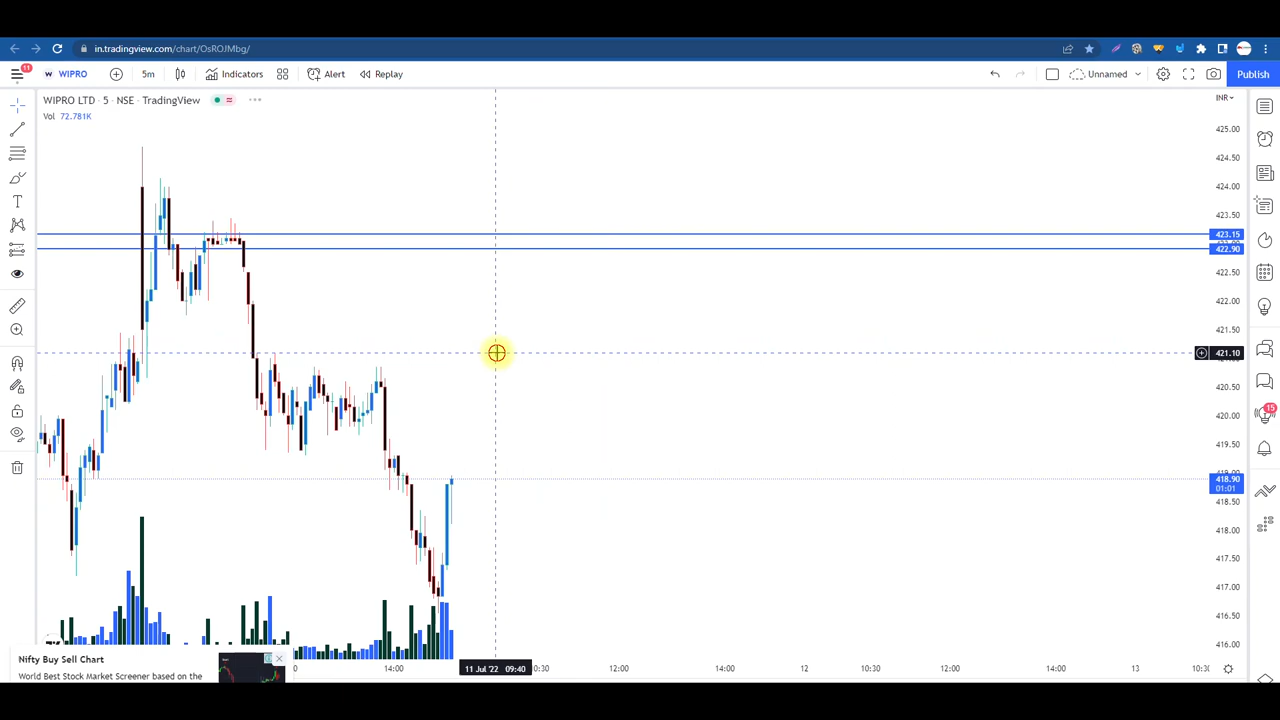 in.tradingview.com/chart/OsROJMbg/
11
WIPRO
5m
Indicators
Alert
Replay
Unnamed
Publish
WIPRO LTD · 5 · NSE · TradingView
INR
Vol 72.781K
425.00
424.50
424.00
423.50
423.15
422.90
422.50
422.00
421.50
421.10
420.50
420.00
15
419.50
418.90
01:01
418.50
418.00
417.50
417.00
416.50
416.00
Nifty Buy Sell Chart
World Best Stock Market Screener based on the
14:00
11 Jul '22 09:40
10:30
12:00
14:00
12
10:30
12:00
14:00
13